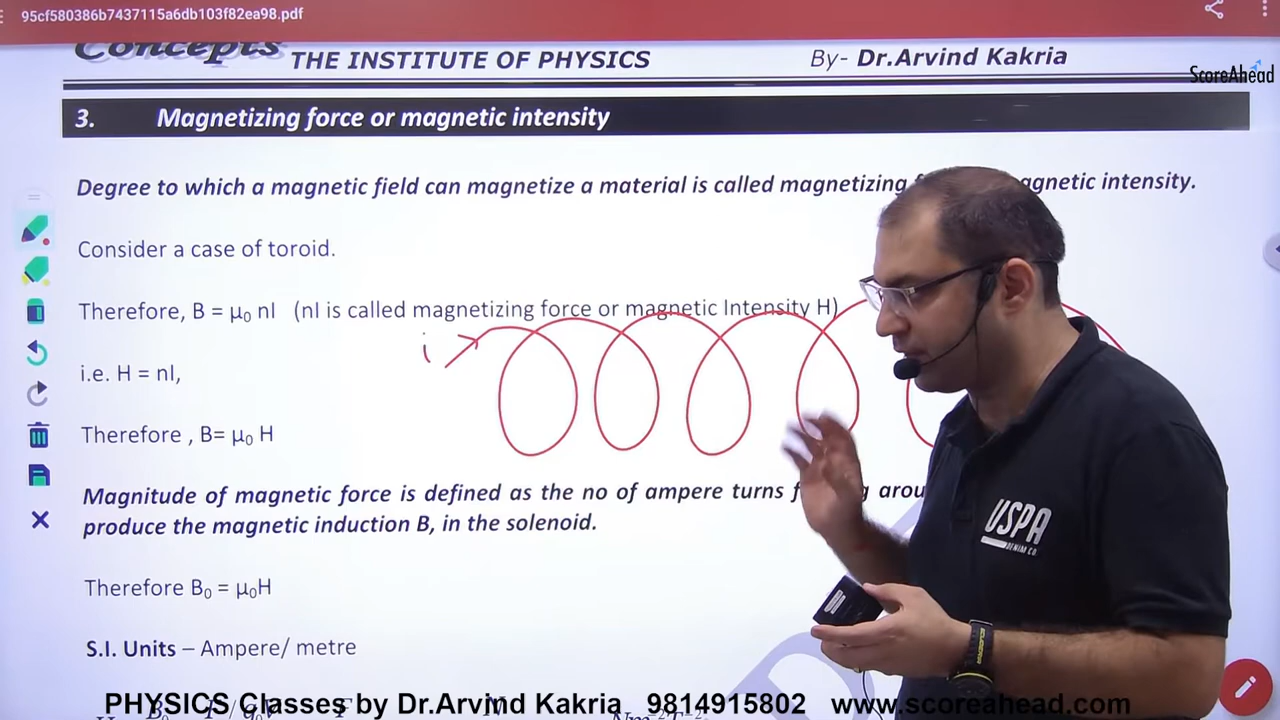 95cf580386b7437115a6db103f82ea98.pdf
Concepts THE INSTITUTE OF PHYSICS By- Dr.Arvind Kakria
ScoreAhead
3. Magnetizing force or magnetic intensity
Degree to which a magnetic field can magnetize a material is called magnetizing agnetic intensity.
Consider a case of toroid.
Therefore, B = µ₀ nI (nI is called magnetizing force or magnetic Intensity H)
i
i.e. H = nI,
Therefore , B= µ₀ H
Magnitude of magnetic force is defined as the no of ampere turns
produce the magnetic induction B, in the solenoid.
USPA
DENIM CO.
Therefore B₀ = µ₀H
S.I. Units – Ampere/ metre
PHYSICS Classes by Dr.Arvind Kakria 9814915802 www.scoreahead.com